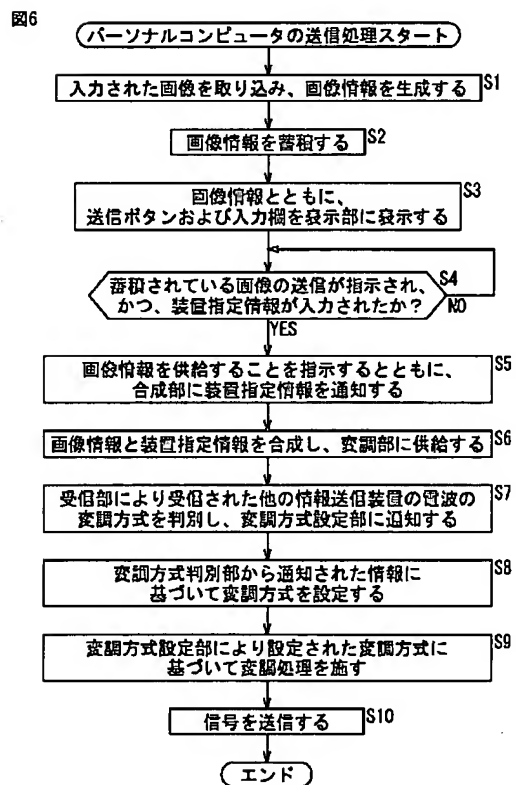 図6
パーソナルコンピュータの送信処理スタート
入力された画像を取り込み、画像情報を生成する
S1
画像情報を蓄積する
S2
画像情報とともに、
送信ボタンおよび入力欄を表示部に表示する
S3
蓄積されている画像の送信が指示され、
かつ、装置指定情報が入力されたか？
S4
NO
YES
画像情報を供給することを指示するとともに、
合成部に装置指定情報を通知する
S5
画像情報と装置指定情報を合成し、変調部に供給する
S6
受信部により受信された他の情報送信装置の電波の
変調方式を判別し、変調方式設定部に通知する
S7
変調方式判別部から通知された情報に
基づいて変調方式を設定する
S8
変調方式設定部により設定された変調方式に
基づいて変調処理を施す
S9
信号を送信する
S10
エンド